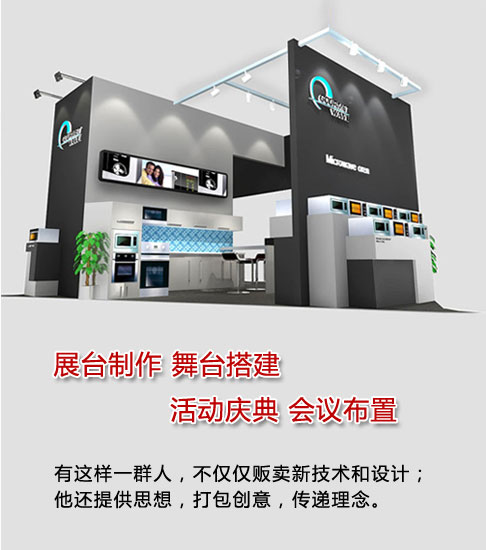 Microwave oven
展台制作 舞台搭建
活动庆典 会议布置
有这样一群人，不仅仅贩卖新技术和设计；
他还提供思想，打包创意，传递理念。